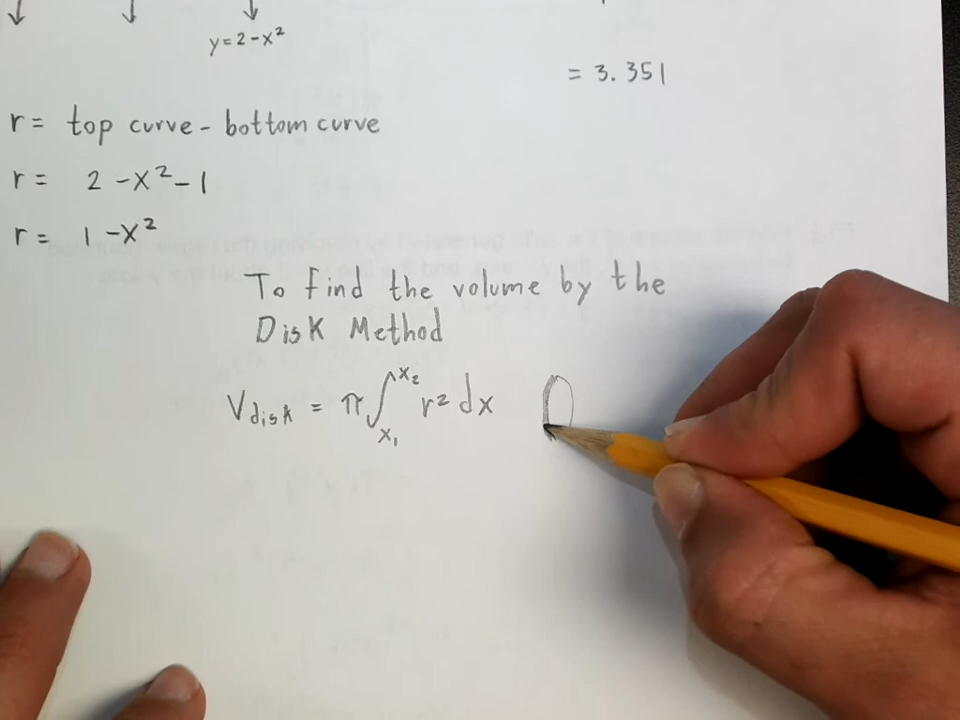 y=2-x²
= 3.351
r = top curve - bottom curve
r = 2 -x² - 1
r = 1 -x²
To find the volume by the
Disk Method
V disk = π∫ x₁ x₂ r² dx